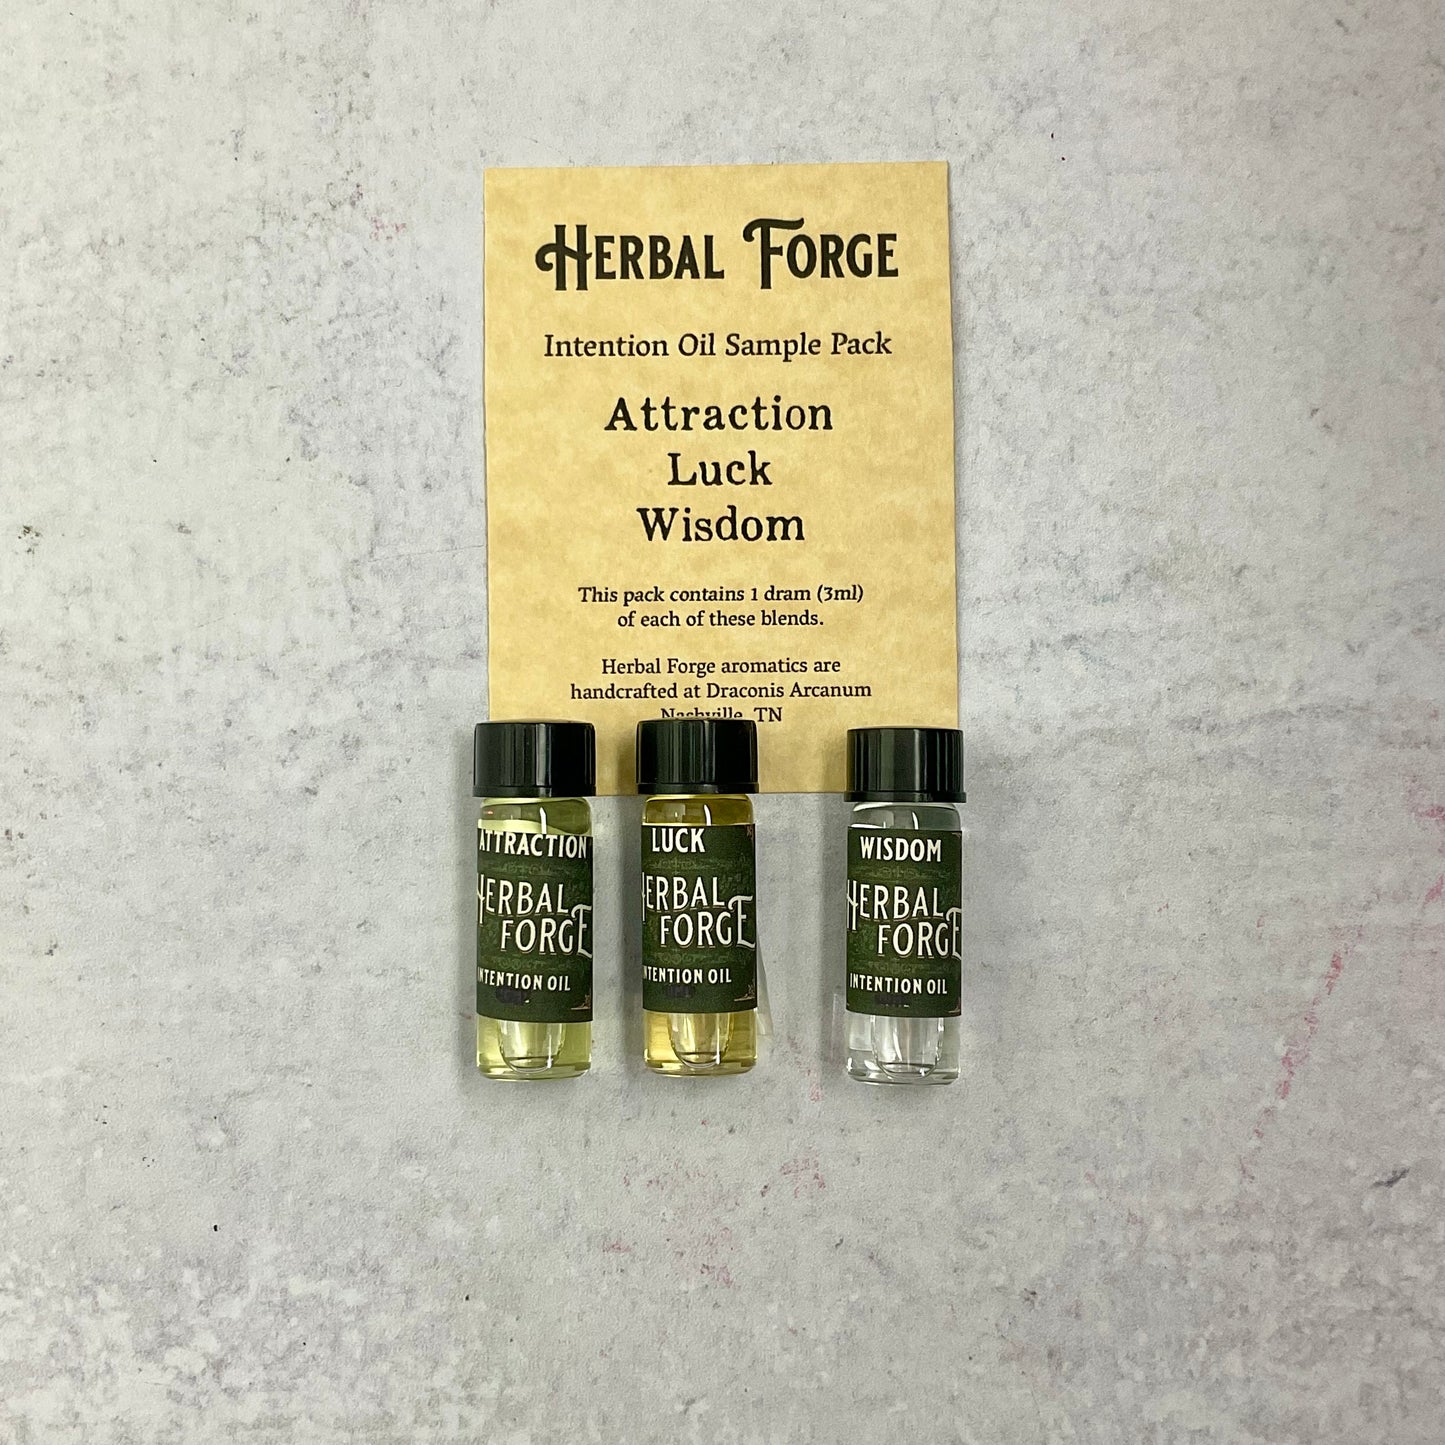 HERBAL FORGE
Intention Oil Sample Pack
Attraction
Luck
Wisdom
This pack contains 1 dram (3ml)
of each of these blends.
Herbal Forge aromatics are
handcrafted at Draconis Arcanum
Nashville, TN
ATTRACTION
HERBAL
FORGE
INTENTION OIL
LUCK
HERBAL
FORGE
INTENTION OIL
WISDOM
HERBAL
FORGE
INTENTION OIL